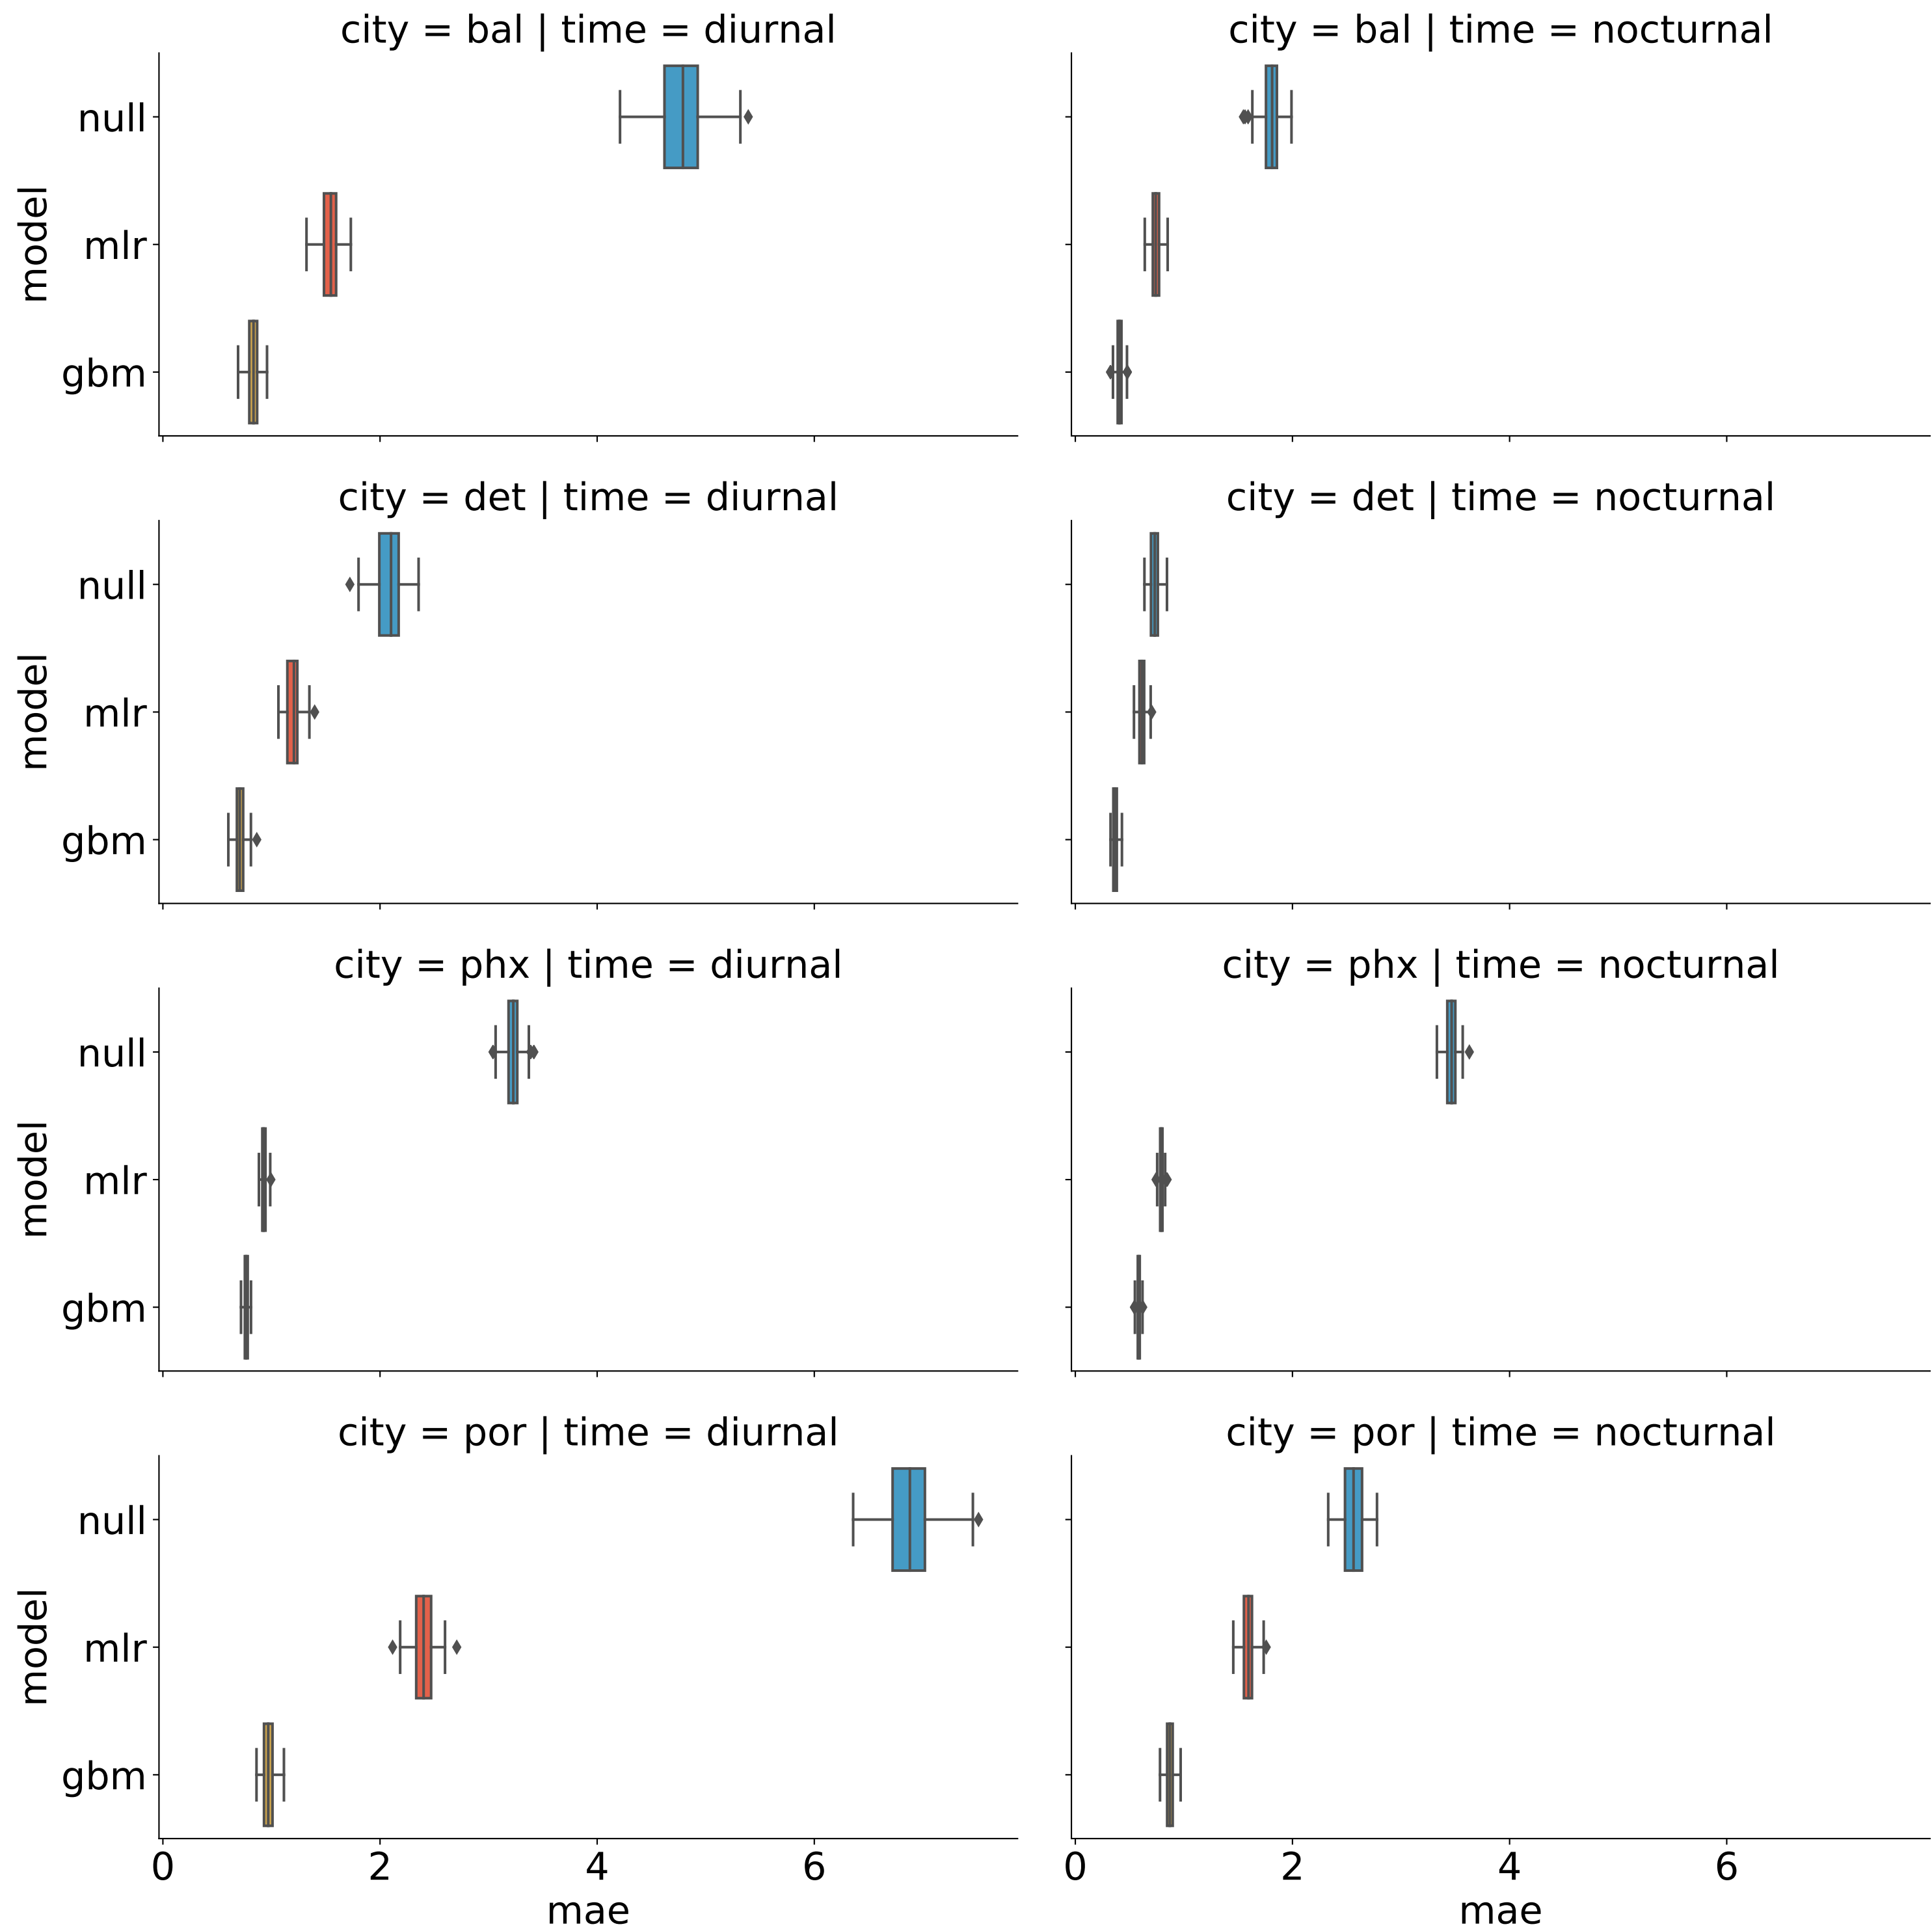 city = bal | time = diurnal
city = bal | time = nocturnal
model
null
mlr
gbm
city = det | time = diurnal
city = det | time = nocturnal
model
null
mlr
gbm
city = phx | time = diurnal
city = phx | time = nocturnal
model
null
mlr
gbm
city = por | time = diurnal
city = por | time = nocturnal
model
null
mlr
gbm
0 2 4 6
0 2 4 6
mae
mae